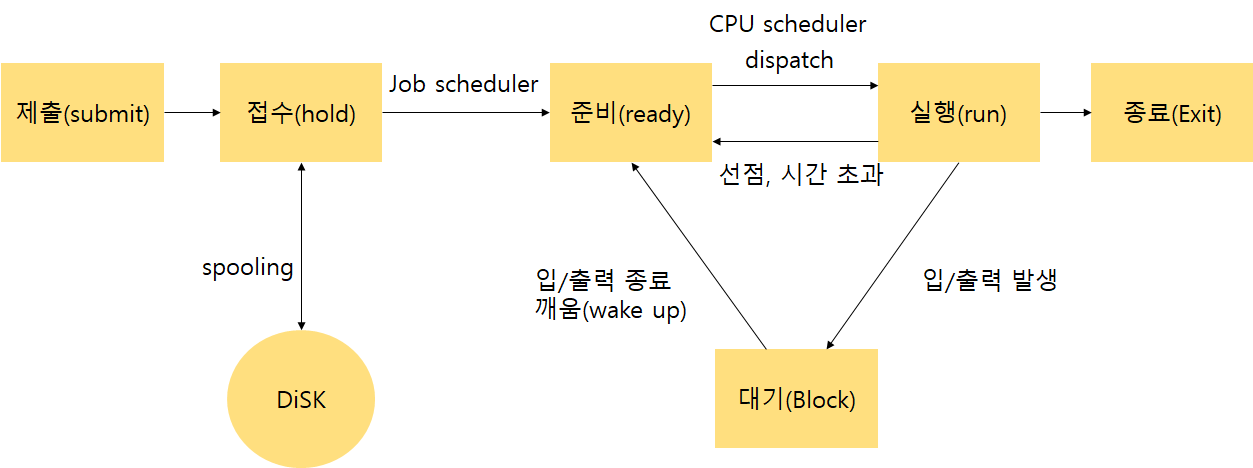 CPU scheduler
dispatch
제출(submit)
접수(hold)
Job scheduler
준비(ready)
실행(run)
종료(Exit)
선점, 시간 초과
spooling
입/출력 종료
깨움(wake up)
입/출력 발생
DiSK
대기(Block)